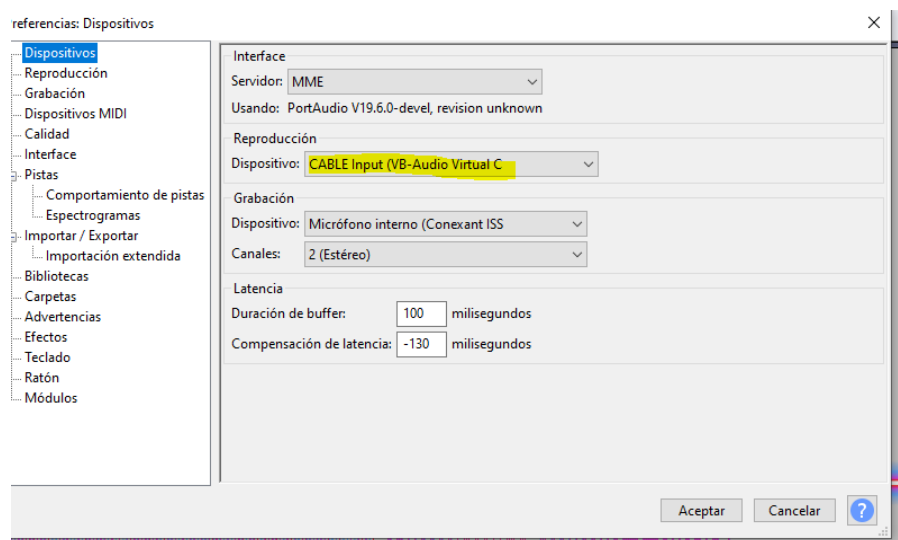 referencias: Dispositivos
Dispositivos
Reproducción
Grabación
Dispositivos MIDI
Calidad
Interface
Pistas
Comportamiento de pistas
Espectrogramas
Importar / Exportar
Importación extendida
Bibliotecas
Carpetas
Advertencias
Efectos
Teclado
Ratón
Módulos
Interface
Servidor: MME
Usando: PortAudio V19.6.0-devel, revision unknown
Reproducción
Dispositivo: CABLE Input (VB-Audio Virtual C
Grabación
Dispositivo: Micrófono interno (Conexant ISS
Canales: 2 (Estéreo)
Latencia
Duración de buffer: 100 milisegundos
Compensación de latencia: -130 milisegundos
Aceptar Cancelar ?